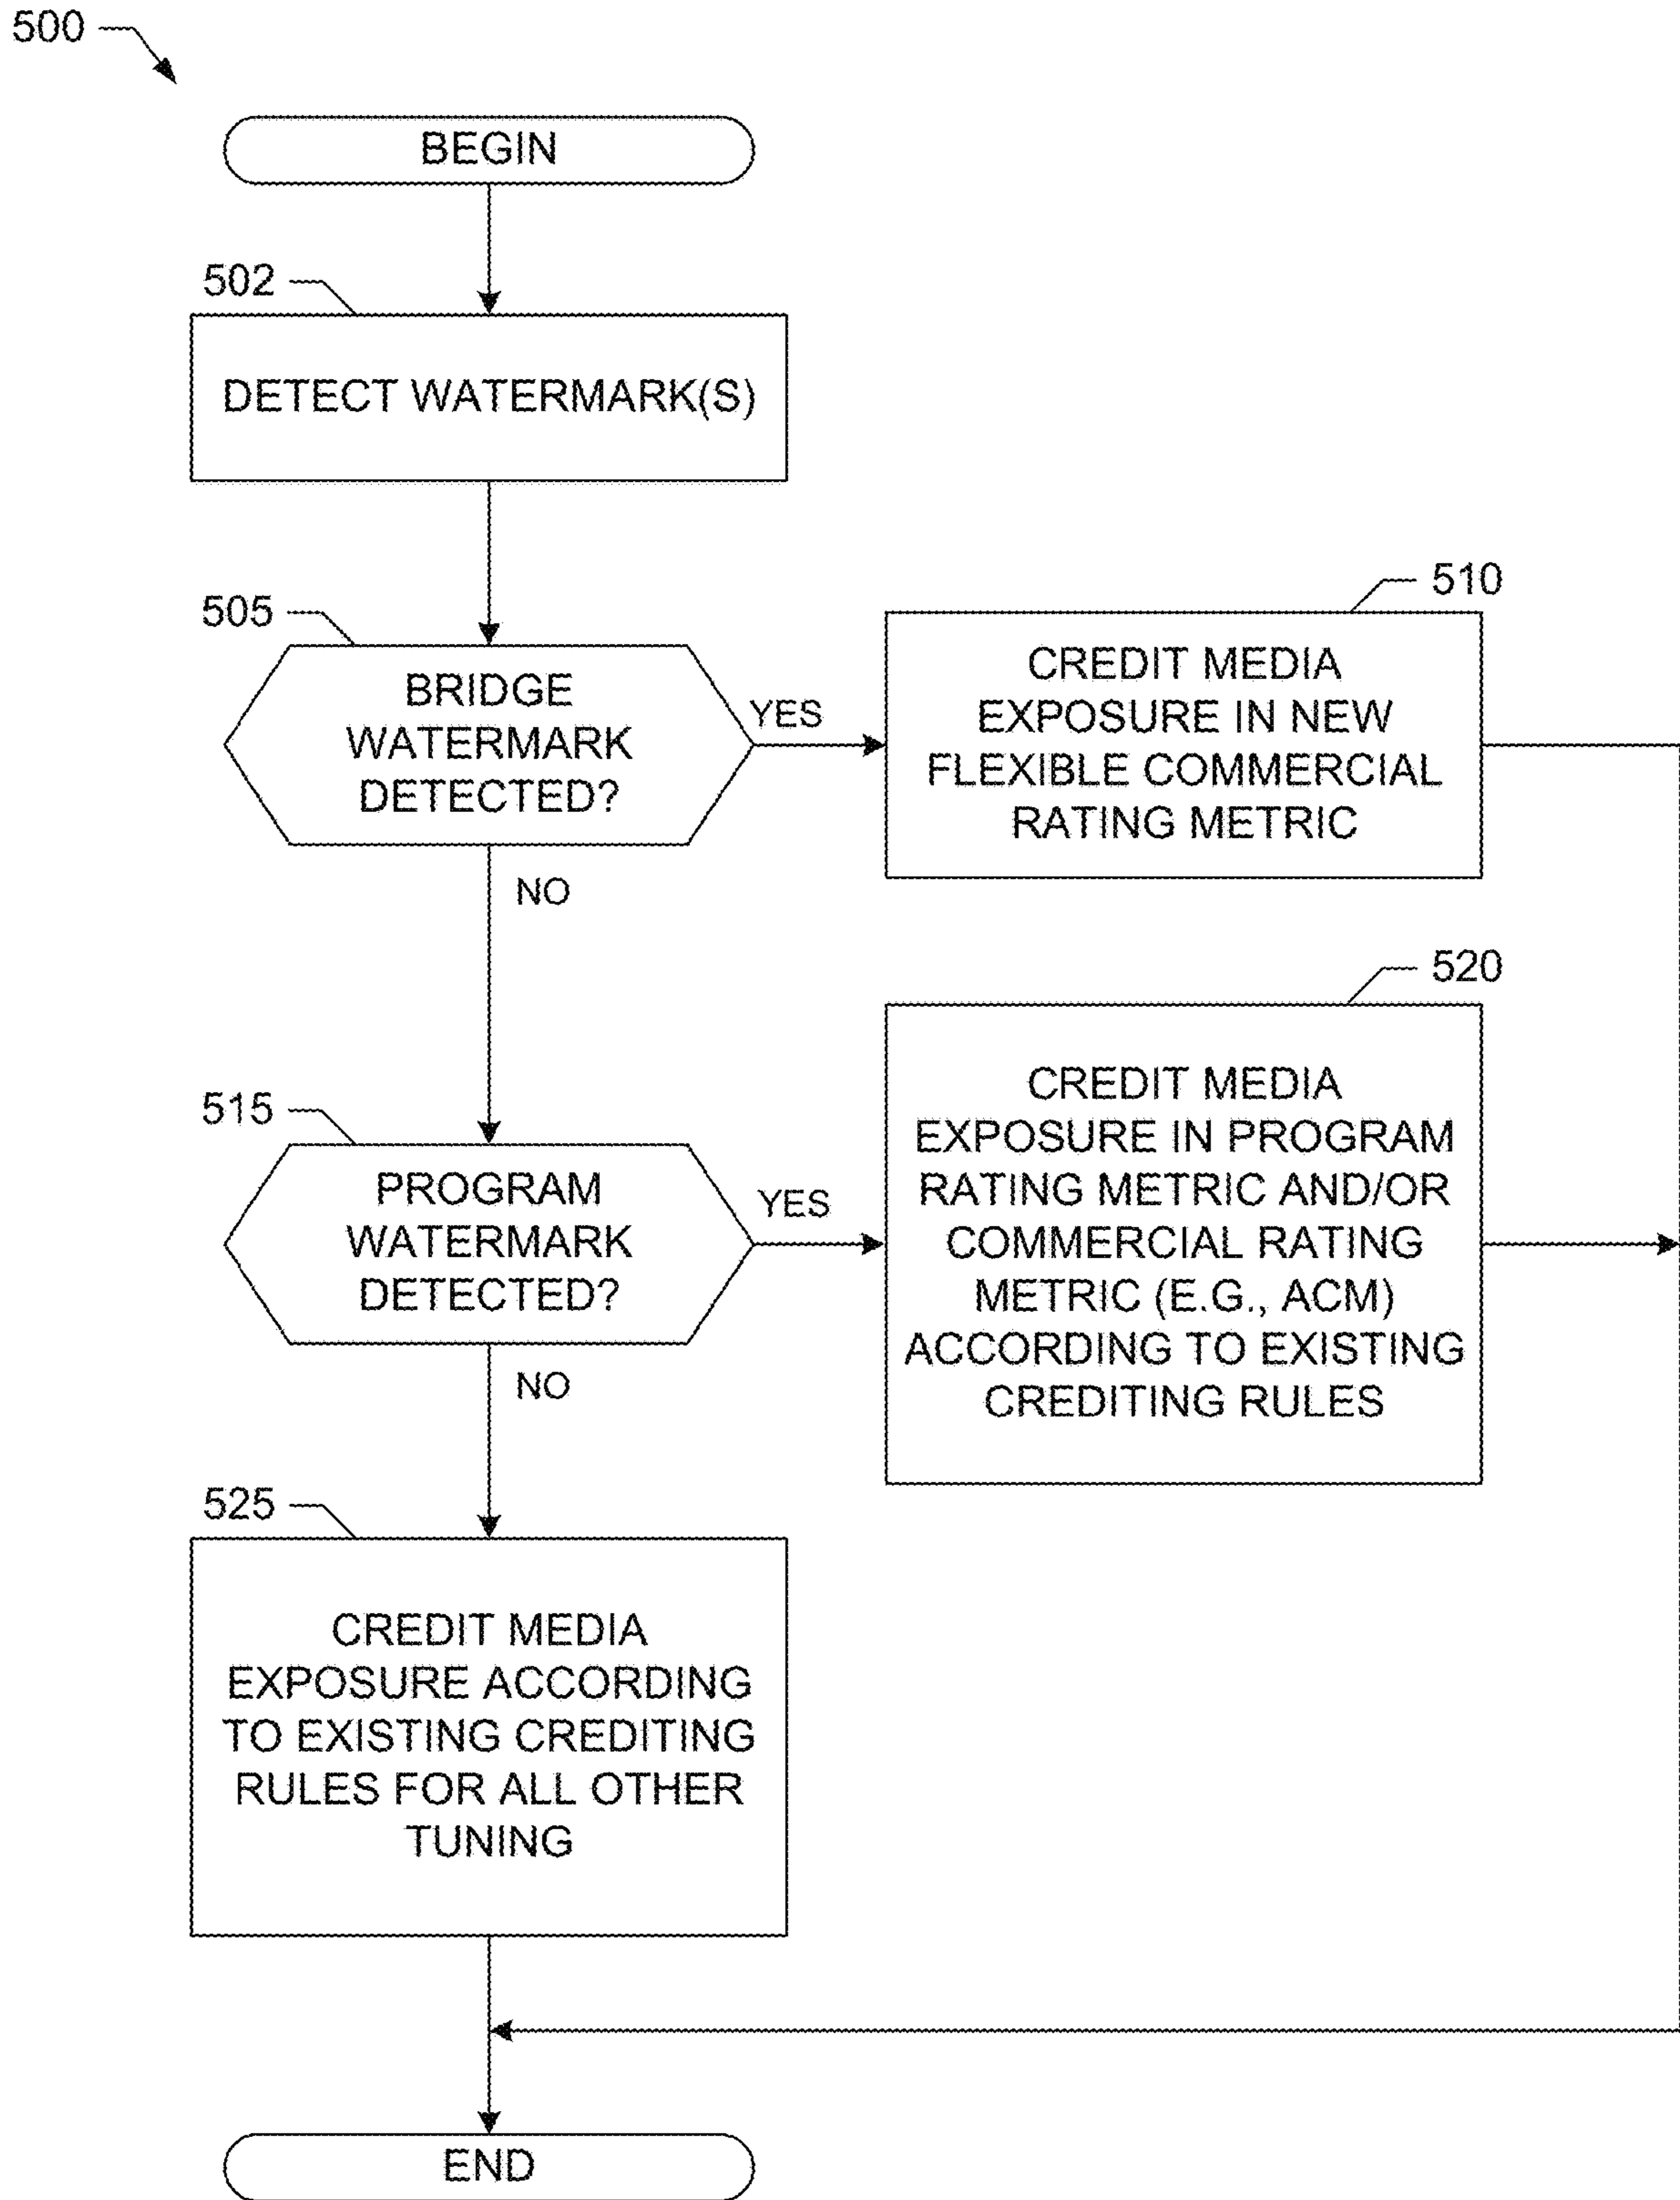 500
BEGIN
502
DETECT WATERMARK(S)
505
BRIDGE
WATERMARK
DETECTED?
YES
510
CREDIT MEDIA
EXPOSURE IN NEW
FLEXIBLE COMMERCIAL
RATING METRIC
NO
515
PROGRAM
WATERMARK
DETECTED?
YES
520
CREDIT MEDIA
EXPOSURE IN PROGRAM
RATING METRIC AND/OR
COMMERCIAL RATING
METRIC (E.G., ACM)
ACCORDING TO EXISTING
CREDITING RULES
NO
525
CREDIT MEDIA
EXPOSURE ACCORDING
TO EXISTING CREDITING
RULES FOR ALL OTHER
TUNING
END